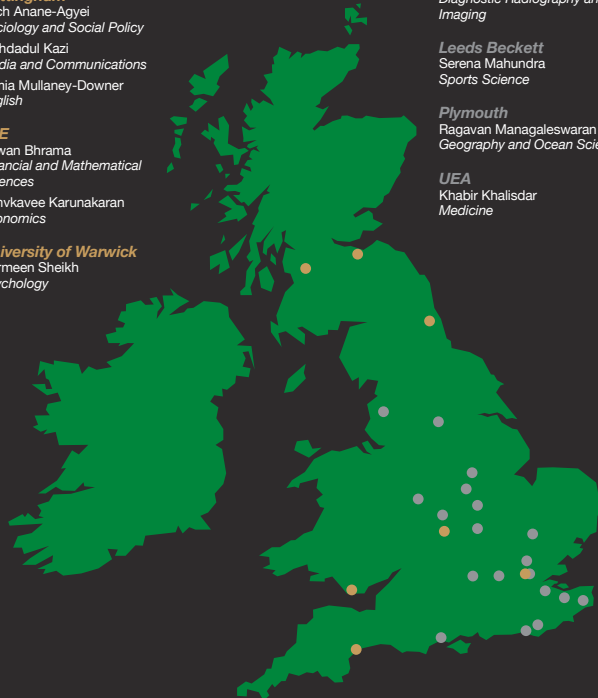 ch Anane-Agyei
ciology and Social Policy
hdadul Kazi
dia and Communications
nia Mullaney-Downer
glish
E
wan Bhrama
ancial and Mathematical
ences
nvkavee Karunakaran
onomics
iversity of Warwick
rmeen Sheikh
ychology
Imaging
Leeds Beckett
Serena Mahundra
Sports Science
Plymouth
Ragavan Managaleswaran
Geography and Ocean Scie
UEA
Khabir Khalisdar
Medicine